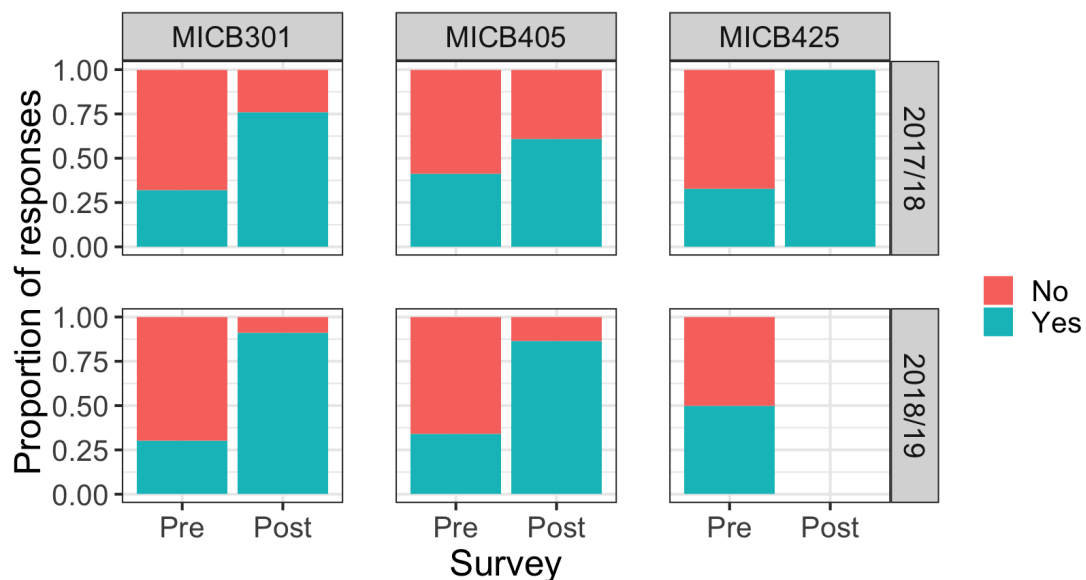 MICB301 MICB405 MICB425
Proportion of responses
1.00
0.75
0.50
0.25
0.00
2017/18
1.00
0.75
0.50
0.25
0.00
2018/19
Pre Post Pre Post Pre Post
Survey
No
Yes